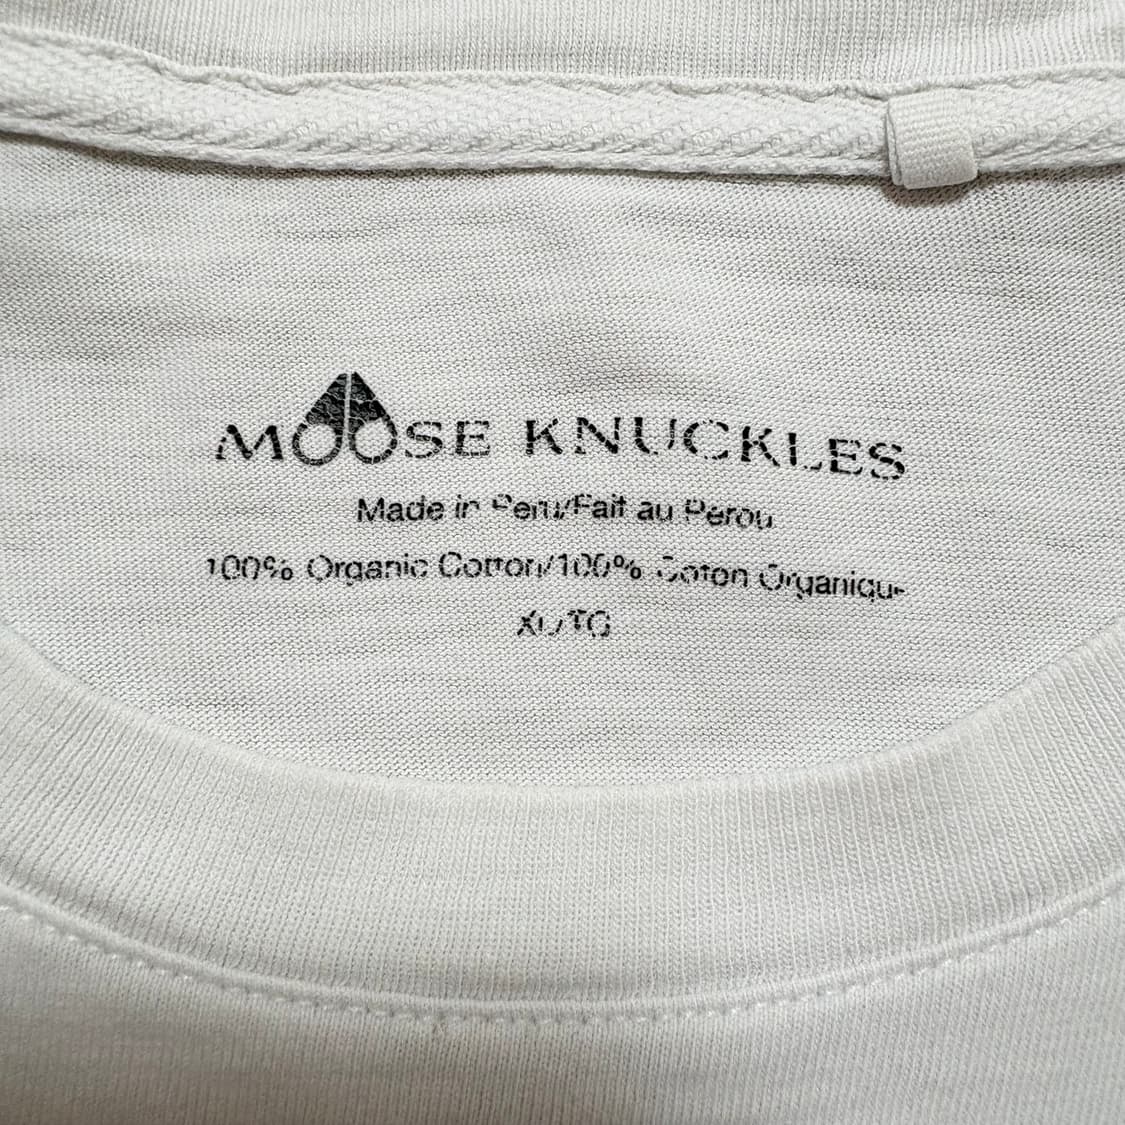 MOOSE KNUCKLES
Made in Peru/Fait au Perou
100% Organic Cotton/100% Coton Organique
XL/TG